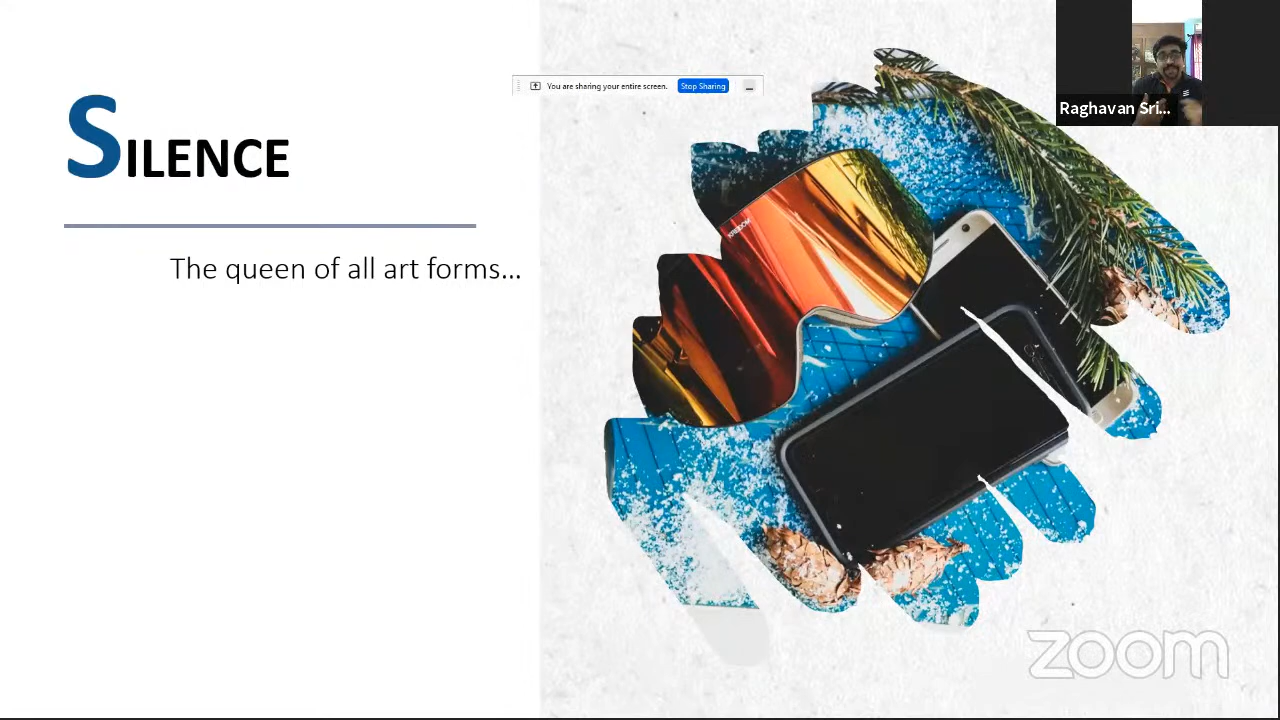 SILENCE
The queen of all art forms...
You are sharing your entire screen. Stop Sharing
Raghavan Sri...
zoom